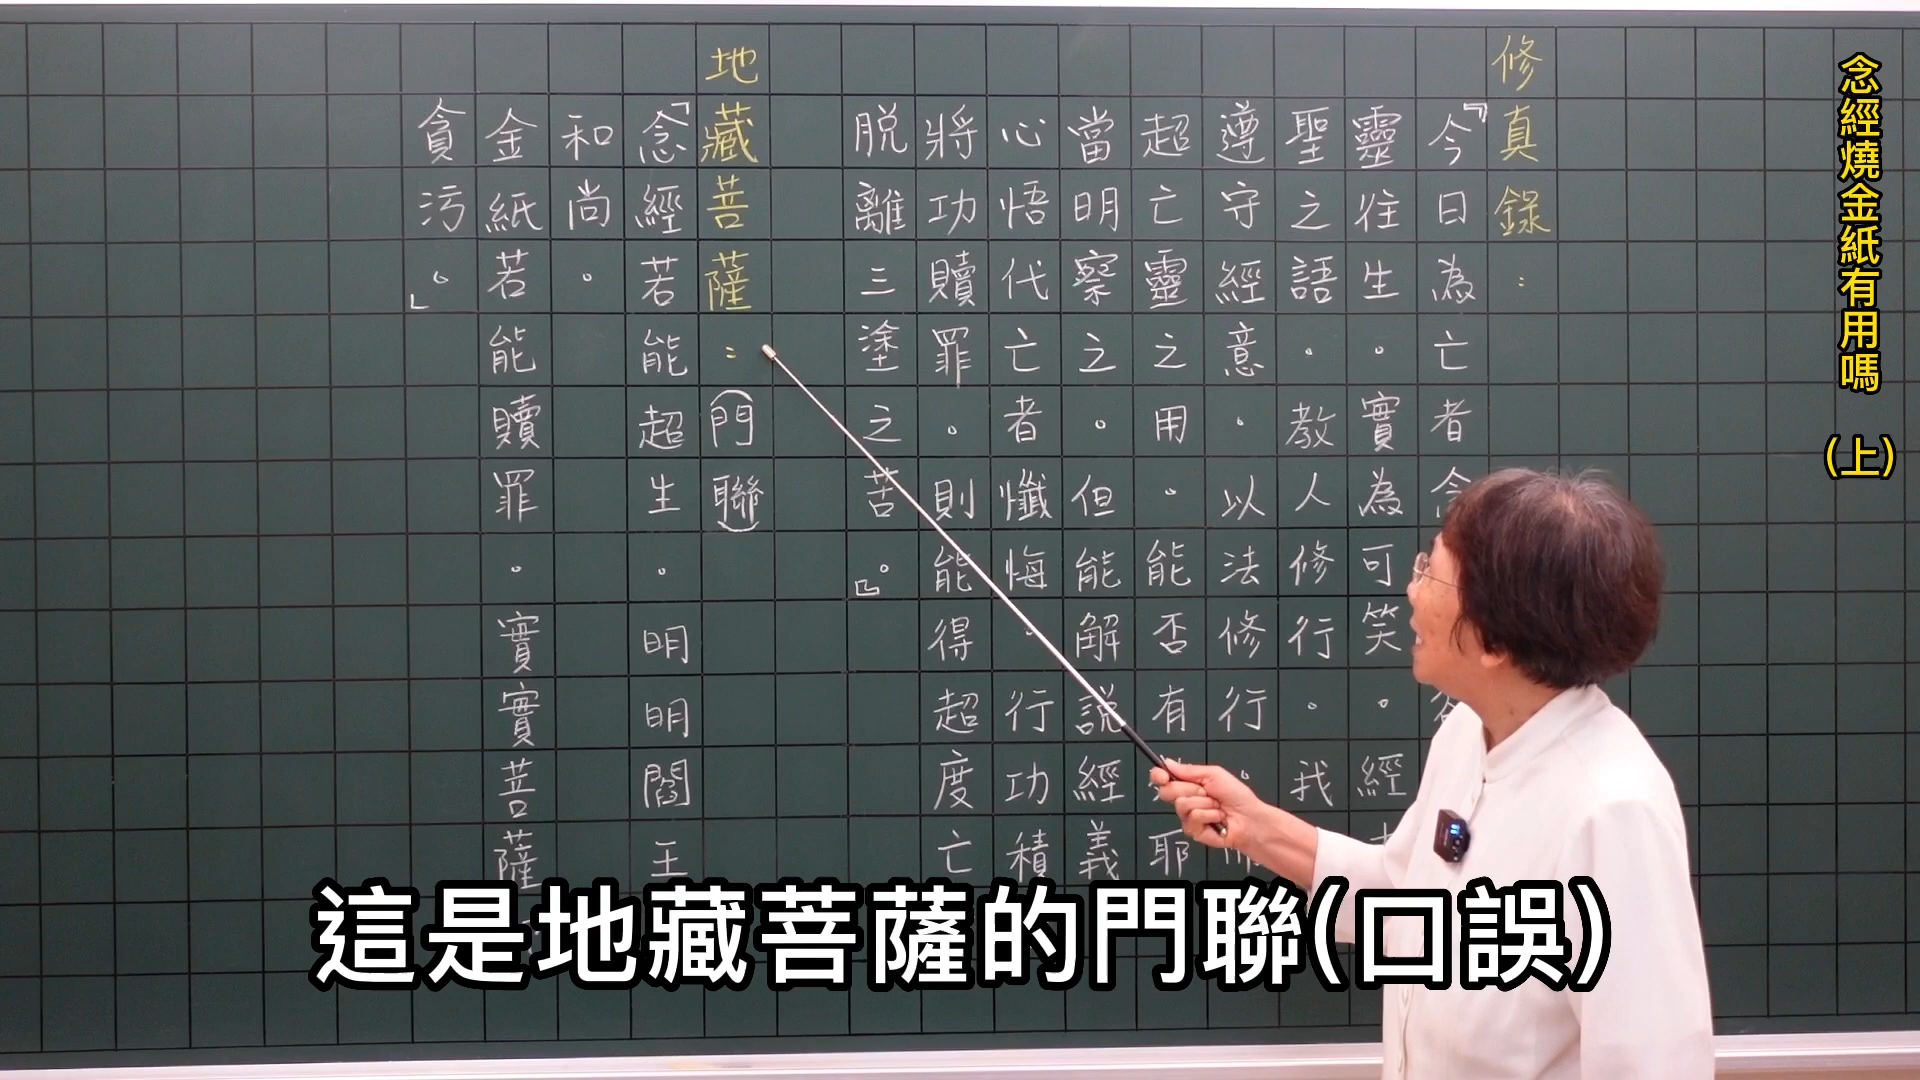 念經燒金紙有用嗎 (上)
修真錄：
『今日為亡者念
靈往生。實為可笑。經
聖之語。教人修行。我
遵守經意。以法修行。
超亡靈之用。能否有 耶
當明察之。但能解說經義
心悟代亡者懺悔。行功積
將功贖罪。則能得超度亡
脫離三塗之苦。』
地藏菩薩：(門聯)
「念經若能超生。明明閻王
和尚。
金紙若能贖罪。實實菩薩
貪污。」
這是地藏菩薩的門聯(口誤)